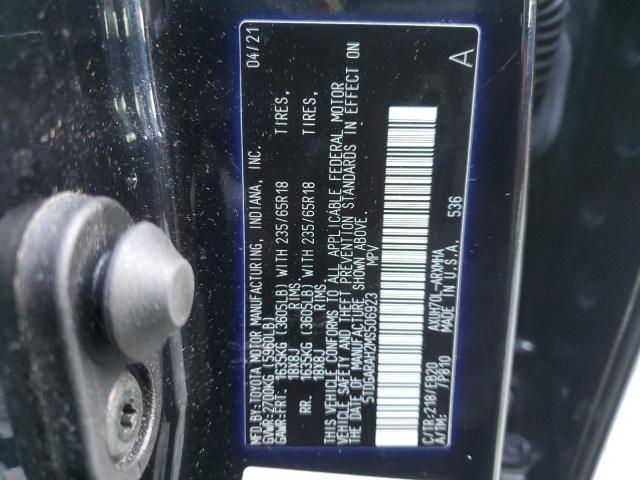 MFD. BY: TOYOTA MOTOR MANUFACTURING, INDIANA, INC. 04/21
GVWR: 2700KG (5960LB)
GAWR: FRT. 1635KG (3605LB) WITH 235/65R18 TIRES,
18X8J RIMS
RR. 1635KG (3605LB) WITH 235/65R18 TIRES,
18X8J RIMS
THIS VEHICLE CONFORMS TO ALL APPLICABLE FEDERAL MOTOR
VEHICLE SAFETY AND THEFT PREVENTION STANDARDS IN EFFECT ON
THE DATE OF MANUFACTURE SHOWN ABOVE.
5TDGARAH2MS506923 MPV
C/TR: 218/EB20 AXUH70L-ARXMHA
A/TM: /P810 MADE IN U.S.A. 536
A